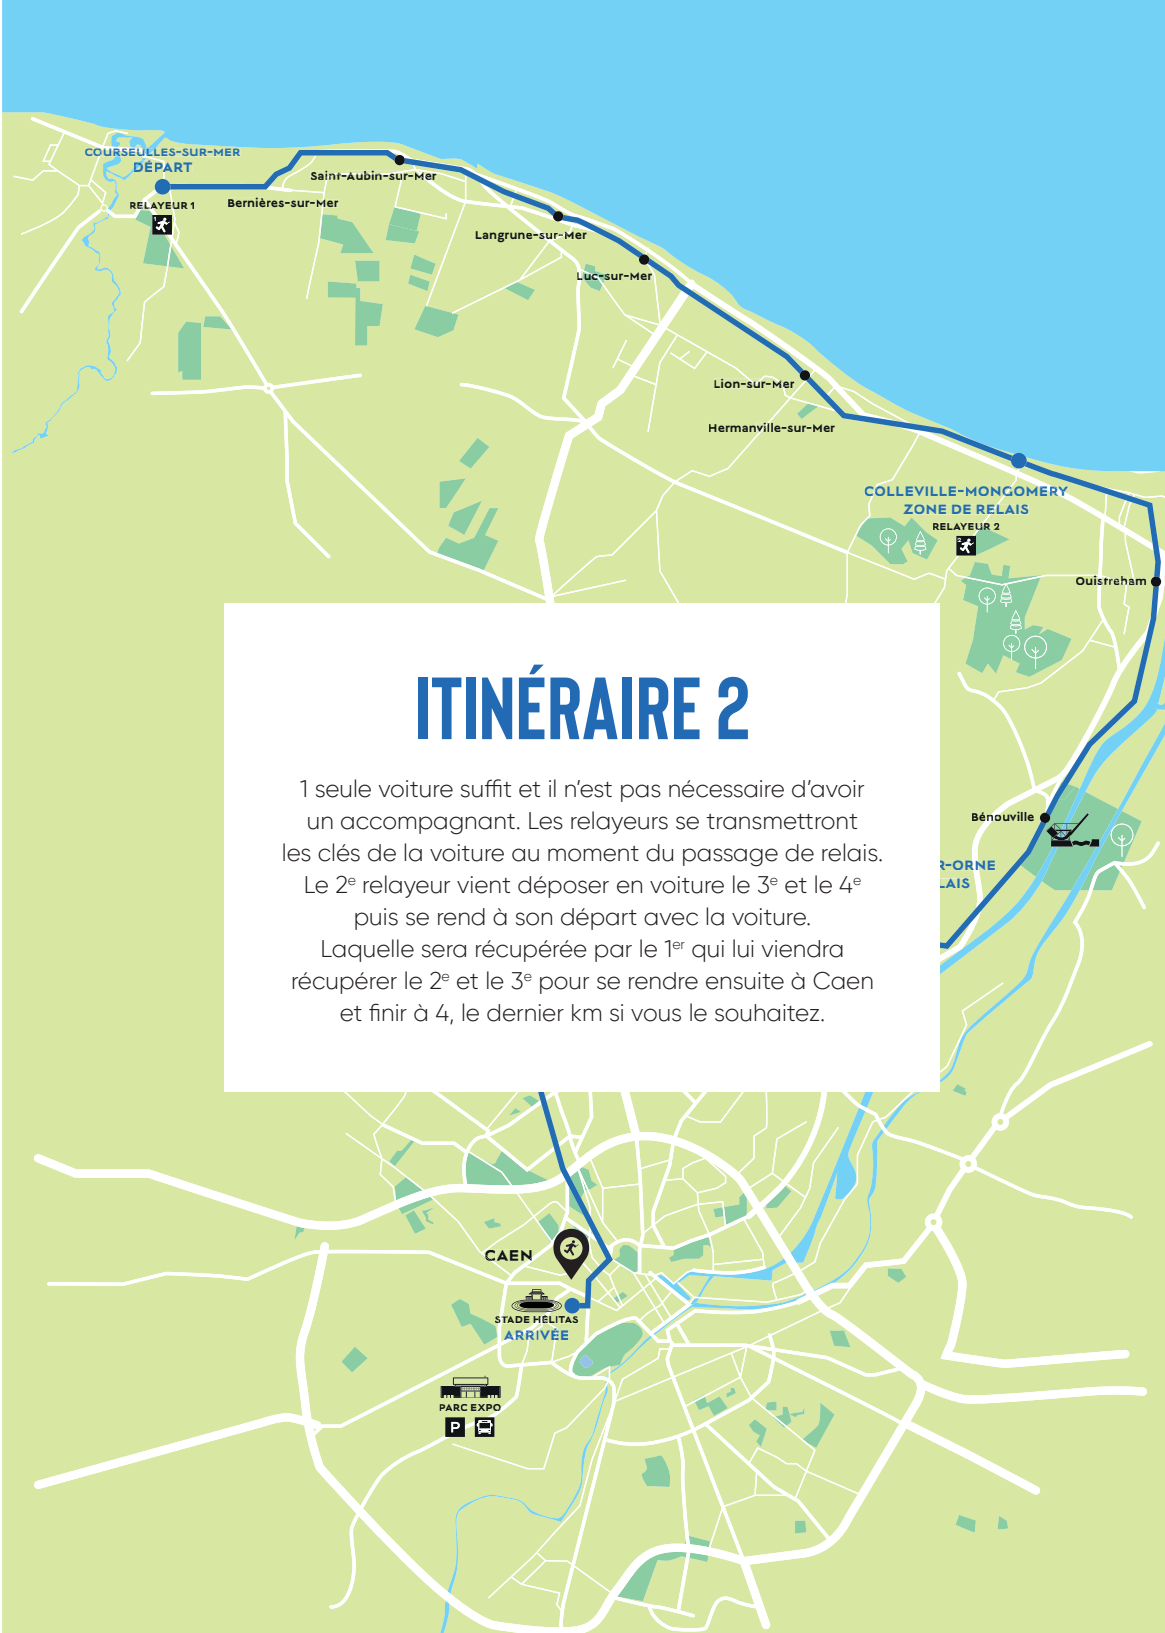 COURSEULLES-SUR-MER
DÉPART
RELAYEUR 1
1
Bernières-sur-Mer
Saint-Aubin-sur-Mer
Langrune-sur-Mer
Luc-sur-Mer
Lion-sur-Mer
Hermanville-sur-Mer
COLLEVILLE-MONGOMERY
ZONE DE RELAIS
RELAYEUR 2
2
Ouistreham
ITINÉRAIRE 2
1 seule voiture suffit et il n’est pas nécessaire d’avoir
un accompagnant. Les relayeurs se transmettront
les clés de la voiture au moment du passage de relais.
Le 2e relayeur vient déposer en voiture le 3e et le 4e
puis se rend à son départ avec la voiture.
Laquelle sera récupérée par le 1er qui lui viendra
récupérer le 2e et le 3e pour se rendre ensuite à Caen
et finir à 4, le dernier km si vous le souhaitez.
Bénouville
R-ORNE
LAIS
CAEN
STADE HÉLITAS
ARRIVÉE
PARC EXPO
P